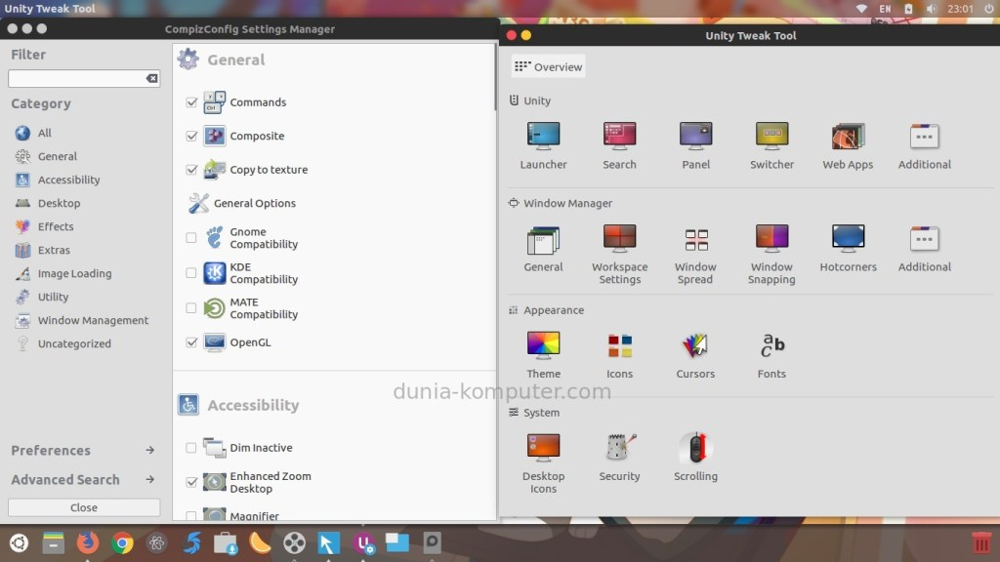 Unity Tweak Tool
EN
23:01
CompizConfig Settings Manager
Filter
Category
All
General
Accessibility
Desktop
Effects
Extras
Image Loading
Utility
Window Management
Uncategorized
Preferences
Advanced Search
Close
General
Commands
Composite
Copy to texture
General Options
Gnome
Compatibility
KDE
Compatibility
MATE
Compatibility
OpenGL
Accessibility
Dim Inactive
Enhanced Zoom
Desktop
Magnifier
Unity Tweak Tool
Overview
Unity
Launcher
Search
Panel
Switcher
Web Apps
Additional
Window Manager
General
Workspace
Settings
Window
Spread
Window
Snapping
Hotcorners
Additional
Appearance
Theme
Icons
Cursors
Fonts
System
Desktop
Icons
Security
Scrolling
dunia-komputer.com